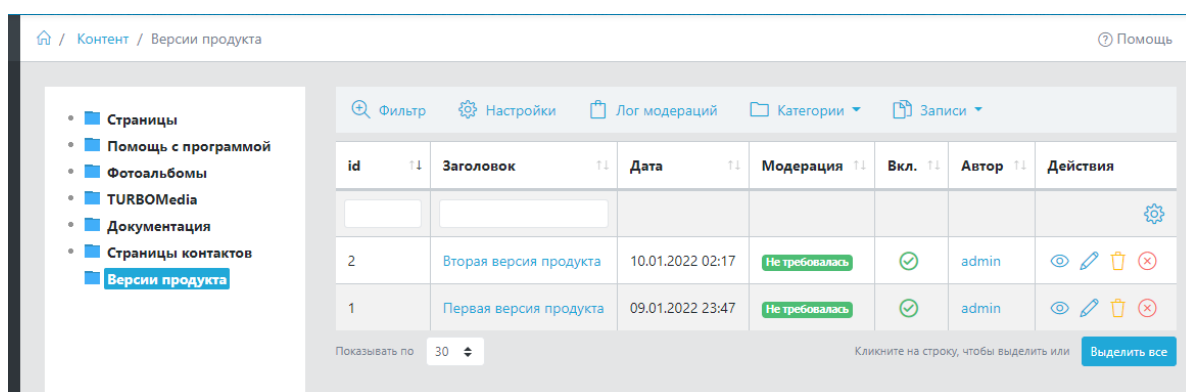 / Контент / Версии продукта
Помощь
Страницы
Помощь с программой
Фотоальбомы
TURBOMedia
Документация
Страницы контактов
Версии продукта
Фильтр Настройки Лог модераций Категории Записи
id Заголовок Дата Модерация Вкл. Автор Действия
2 Вторая версия продукта 10.01.2022 02:17 Не требовалась admin
1 Первая версия продукта 09.01.2022 23:47 Не требовалась admin
Показывать по 30 Кликните на строку, чтобы выделить или Выделить все